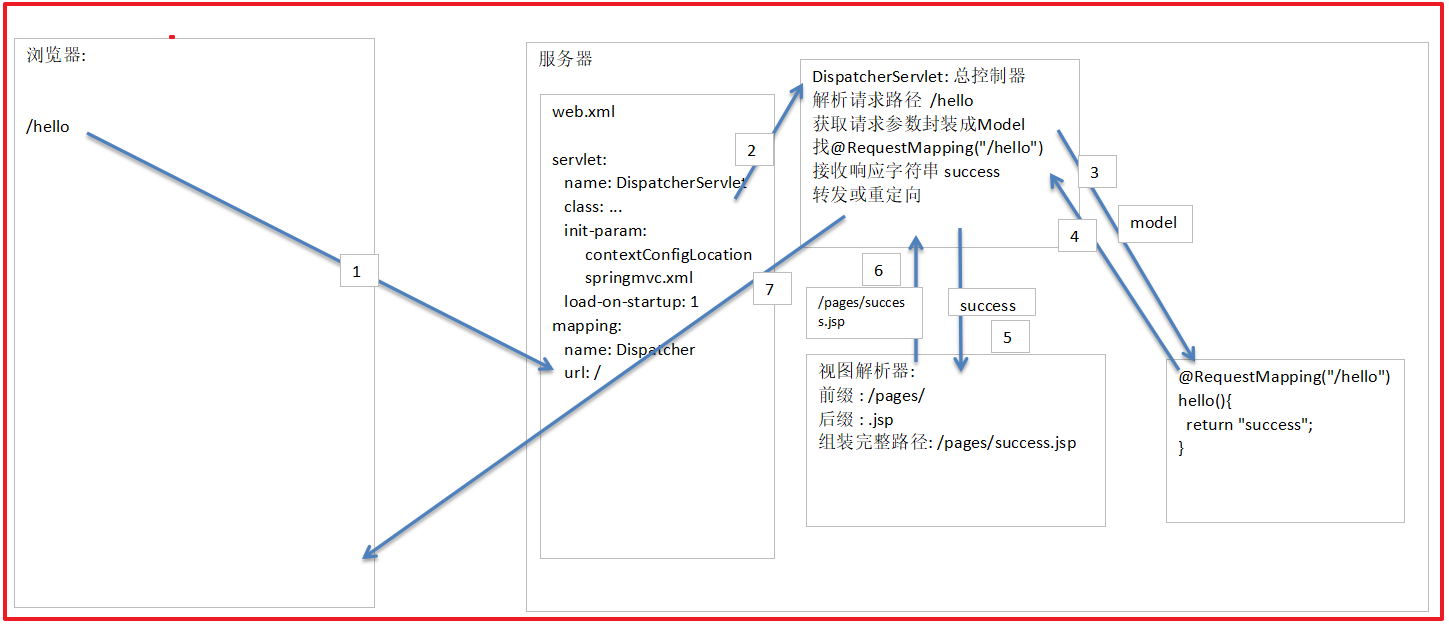 浏览器:
/hello
1
服务器
web.xml
servlet:
name: DispatcherServlet
class: ...
init-param:
contextConfigLocation
springmvc.xml
load-on-startup: 1
mapping:
name: Dispatcher
url: /
2
DispatcherServlet: 总控制器
解析请求路径 /hello
获取请求参数封装成Model
找@RequestMapping("/hello")
接收响应字符串 success
转发或重定向
3
model
4
@RequestMapping("/hello")
hello(){
return "success";
}
success
5
视图解析器:
前缀 : /pages/
后缀 : .jsp
组装完整路径: /pages/success.jsp
6
/pages/succes
s.jsp
7